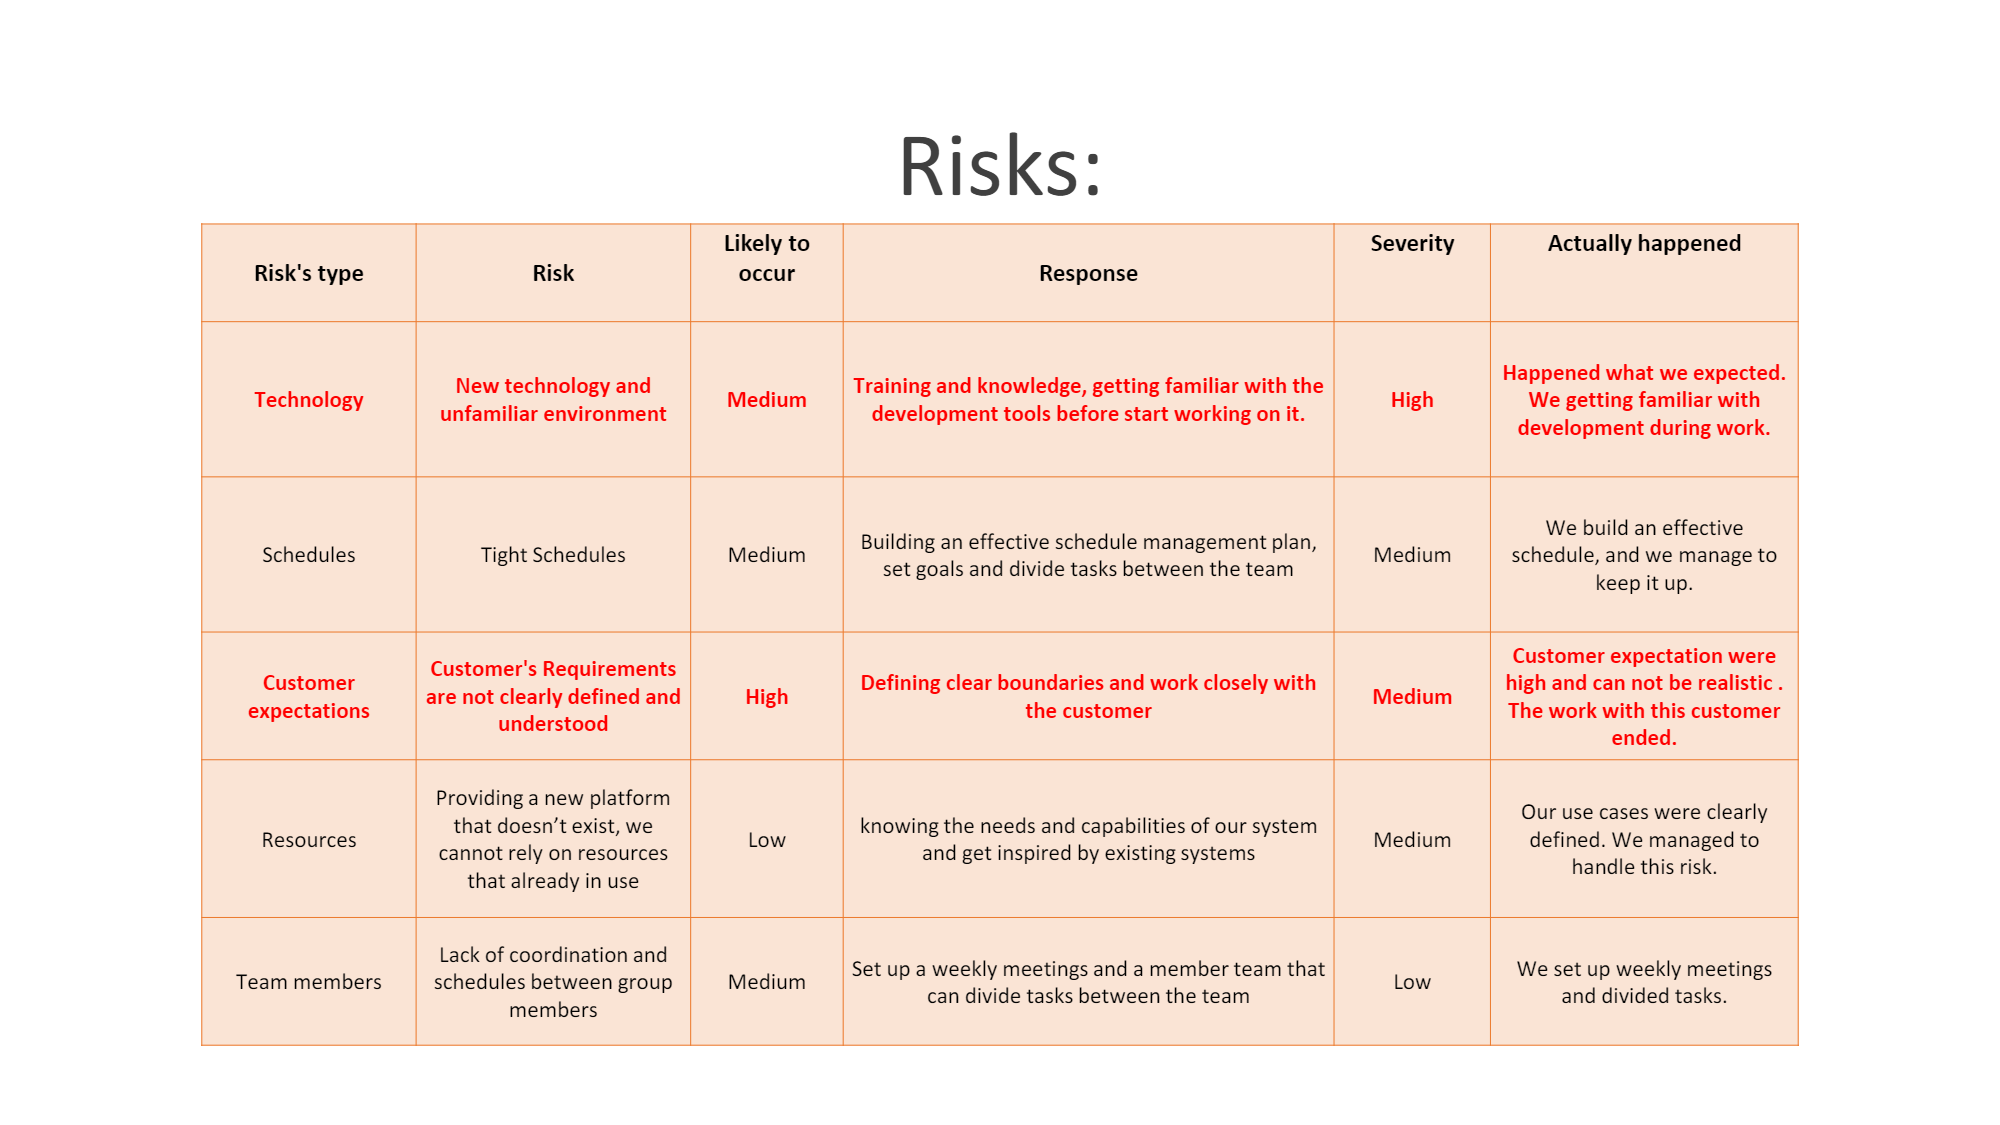 Risks:
Risk's type
Risk
Likely to
occur
Response
Severity
Actually happened
Technology
New technology and
unfamiliar environment
Medium
Training and knowledge, getting familiar with the
development tools before start working on it.
High
Happened what we expected.
We getting familiar with
development during work.
Schedules
Tight Schedules
Medium
Building an effective schedule management plan,
set goals and divide tasks between the team
Medium
We build an effective
schedule, and we manage to
keep it up.
Customer
expectations
Customer's Requirements
are not clearly defined and
understood
High
Defining clear boundaries and work closely with
the customer
Medium
Customer expectation were
high and can not be realistic .
The work with this customer
ended.
Resources
Providing a new platform
that doesn’t exist, we
cannot rely on resources
that already in use
Low
knowing the needs and capabilities of our system
and get inspired by existing systems
Medium
Our use cases were clearly
defined. We managed to
handle this risk.
Team members
Lack of coordination and
schedules between group
members
Medium
Set up a weekly meetings and a member team that
can divide tasks between the team
Low
We set up weekly meetings
and divided tasks.